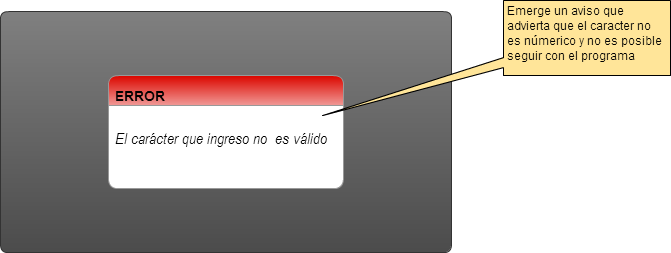 Emerge un aviso que
advierta que el caracter no
es númerico y no es posible
seguir con el programa
ERROR
El carácter que ingreso no es válido